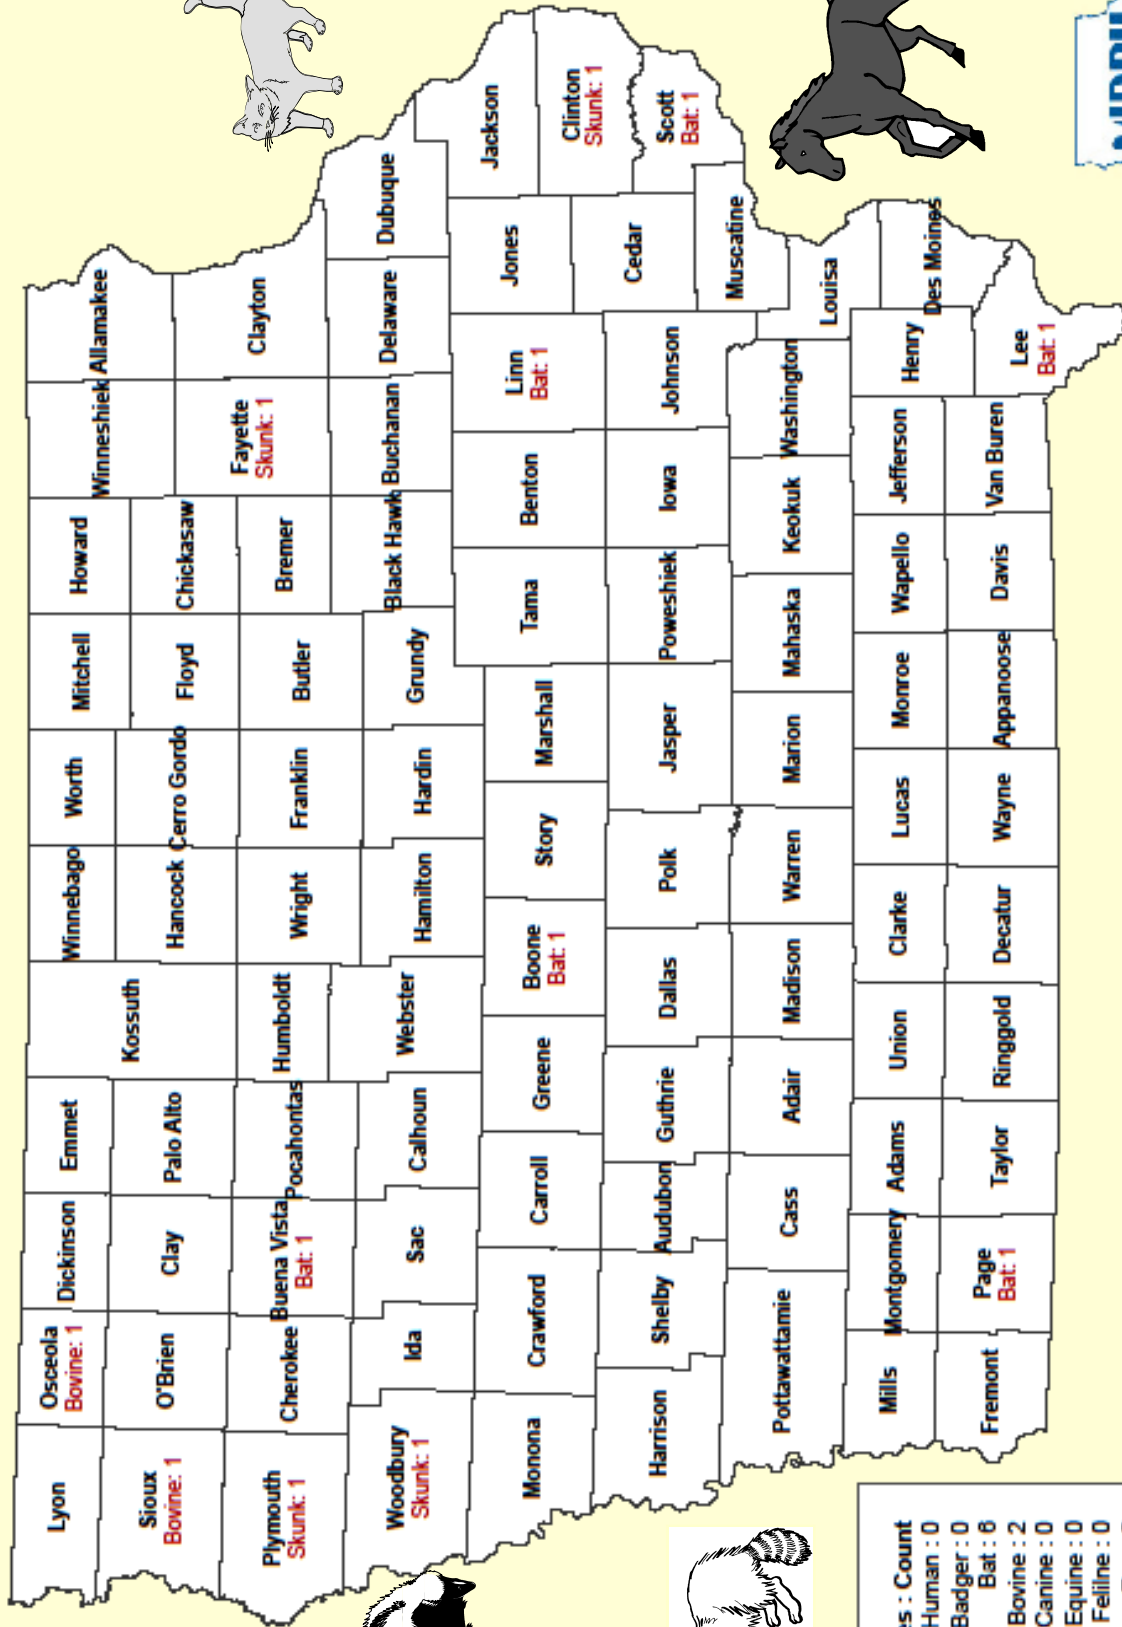 Lyon
Osceola
Bovine: 1
Dickinson
Emmet
Kossuth
Winnebago
Worth
Mitchell
Howard
Winneshiek
Allamakee
Sioux
Bovine: 1
O'Brien
Clay
Palo Alto
Hancock
Cerro Gordo
Floyd
Chickasaw
Fayette
Skunk: 1
Clayton
Plymouth
Skunk: 1
Cherokee
Buena Vista
Bat: 1
Pocahontas
Humboldt
Wright
Franklin
Butler
Bremer
Woodbury
Skunk: 1
Ida
Sac
Calhoun
Webster
Hamilton
Hardin
Grundy
Black Hawk
Buchanan
Delaware
Dubuque
Monona
Crawford
Carroll
Greene
Boone
Bat: 1
Story
Marshall
Tama
Benton
Linn
Bat: 1
Jones
Jackson
Clinton
Skunk: 1
Harrison
Shelby
Audubon
Guthrie
Dallas
Polk
Jasper
Poweshiek
Iowa
Johnson
Cedar
Scott
Bat: 1
Muscatine
Pottawattamie
Cass
Adair
Madison
Warren
Marion
Mahaska
Keokuk
Washington
Louisa
Mills
Montgomery
Adams
Union
Clarke
Lucas
Monroe
Wapello
Jefferson
Henry
Des Moines
Fremont
Page
Bat: 1
Taylor
Ringgold
Decatur
Wayne
Appanoose
Davis
Van Buren
Lee
Bat: 1
es : Count
Human : 0
Badger : 0
Bat : 6
Bovine : 2
Canine : 0
Equine : 0
Felilne : 0